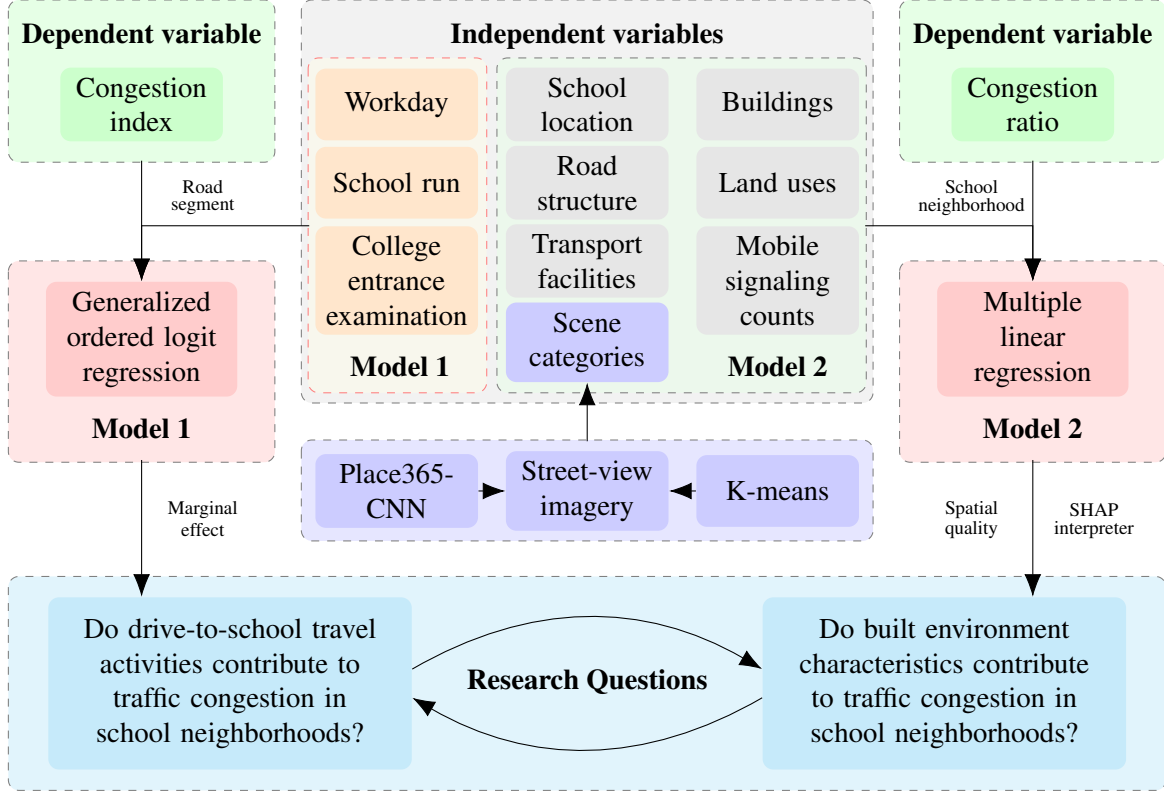 Dependent variable
Congestion
index
Road
segment
Generalized
ordered logit
regression
Model 1
Marginal
effect
Independent variables
Workday
School run
College
entrance
examination
Model 1
School
location
Road
structure
Transport
facilities
Scene
categories
Buildings
Land uses
Mobile
signaling
counts
Model 2
Place365-
CNN
Street-view
imagery
K-means
Dependent variable
Congestion
ratio
School
neighborhood
Multiple
linear
regression
Model 2
Spatial
quality
SHAP
interpreter
Do drive-to-school travel
activities contribute to
traffic congestion in
school neighborhoods?
Research Questions
Do built environment
characteristics contribute
to traffic congestion in
school neighborhoods?